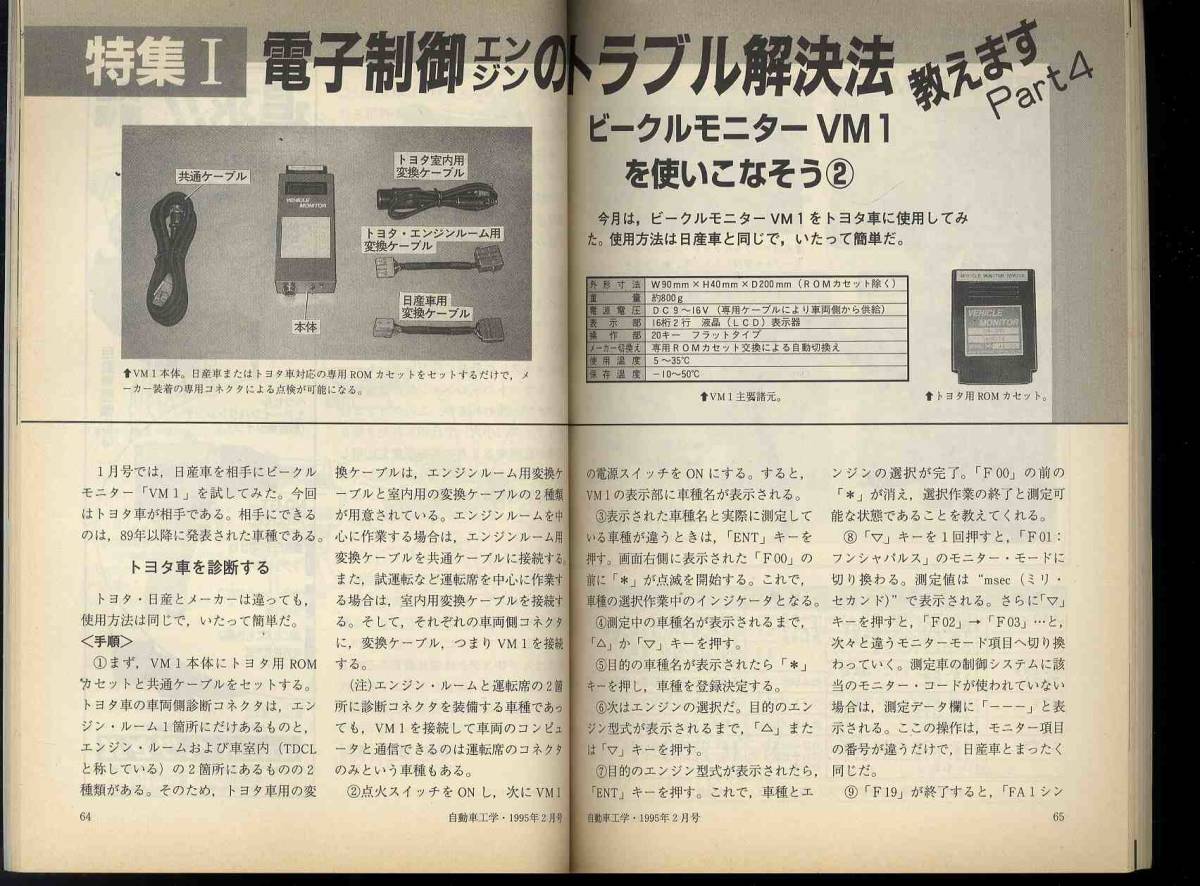 特集Ⅰ 電子制御エンジンのトラブル解決法 教えます Part4
ビークルモニター VM1
を使いこなそう②
共通ケーブル
VEHICLE MONITOR
トヨタ室内用
変換ケーブル
トヨタ・エンジンルーム用
変換ケーブル
日産車用
変換ケーブル
本体
⬆VM1本体。日産車またはトヨタ車対応の専用ROMカセットをセットするだけで，メ
ーカー装着の専用コネクタによる点検が可能になる。
今月は，ビークルモニターVM1をトヨタ車に使用してみ
た。使用方法は日産車と同じで，いたって簡単だ。
外形寸法 W90mm×H40mm×D200mm（ROMカセット除く）
重量 約800g
電源電圧 DC9～16V（専用ケーブルにより車両側から供給）
表示部 16桁2行 液晶（LCD）表示器
操作部 20キー フラットタイプ
メーカー切換え 専用ROMカセット交換による自動切換え
使用温度 5～35℃
保存温度 −10～50℃
⬆VM1主要諸元。
VEHICLE
MONITOR
⬆トヨタ用ROMカセット。
1月号では，日産車を相手にビークル
モニター「VM1」を試してみた。今回
はトヨタ車が相手である。相手にできる
のは，89年以降に発表された車種である。
トヨタ車を診断する
トヨタ・日産とメーカーは違っても，
使用方法は同じで，いたって簡単だ。
＜手順＞
①まず，VM1本体にトヨタ用ROM
カセットと共通ケーブルをセットする。
トヨタ車の車両側診断コネクタは，エン
ジン・ルーム1箇所にだけあるものと，
エンジン・ルームおよび車室内（TDCL
と称している）の2箇所にあるものの2
種類がある。そのため，トヨタ車用の変
換ケーブルは，エンジンルーム用変換ケ
ーブルと室内用の変換ケーブルの2種類
が用意されている。エンジンルームを中
心に作業する場合は，エンジンルーム用
変換ケーブルを共通ケーブルに接続する。
また，試運転など運転席を中心に作業す
る場合は，室内用変換ケーブルを接続す
る。そして，それぞれの車両側コネクタ
に，変換ケーブル，つまりVM1を接続
する。
（注）エンジン・ルームと運転席の2箇
所に診断コネクタを装備する車種であっ
ても，VM1を接続して車両のコンピュ
ータと通信できるのは運転席のコネクタ
のみという車種もある。
②点火スイッチをONし，次にVM1
の電源スイッチをONにする。すると，
VM1の表示部に車種名が表示される。
③表示された車種名と実際に測定して
いる車種が違うときは，「ENT」キーを
押す。画面右側に表示された「F00」の
前に「＊」が点滅を開始する。これで，
車種の選択作業中のインジケータとなる。
④測定中の車種名が表示されるまで，
「△」か「▽」キーを押す。
⑤目的の車種名が表示されたら「＊」
キーを押し，車種を登録決定する。
⑥次はエンジンの選択だ。目的のエン
ジン型式が表示されるまで，「△」また
は「▽」キーを押す。
⑦目的のエンジン型式が表示されたら，
「ENT」キーを押す。これで，車種とエ
ンジンの選択が完了。「F00」の前の
「＊」が消え，選択作業の終了と測定可
能な状態であることを教えてくれる。
⑧「▽」キーを1回押すと，「F01：
フンシャパルス」のモニター・モードに
切り換わる。測定値は“msec（ミリ・
セカンド）”で表示される。さらに「▽」
キーを押すと，「F02」→「F03」…と，
次々と違うモニターモード項目へ切り換
わっていく。測定車の制御システムに該
当のモニター・コードが使われていない
場合は，測定データ欄に「−−−」と表
示される。ここの操作は，モニター項目
の番号が違うだけで，日産車とまったく
同じだ。
⑨「F19」が終了すると，「FA1シン
64
自動車工学・1995年2月号
自動車工学・1995年2月号
65